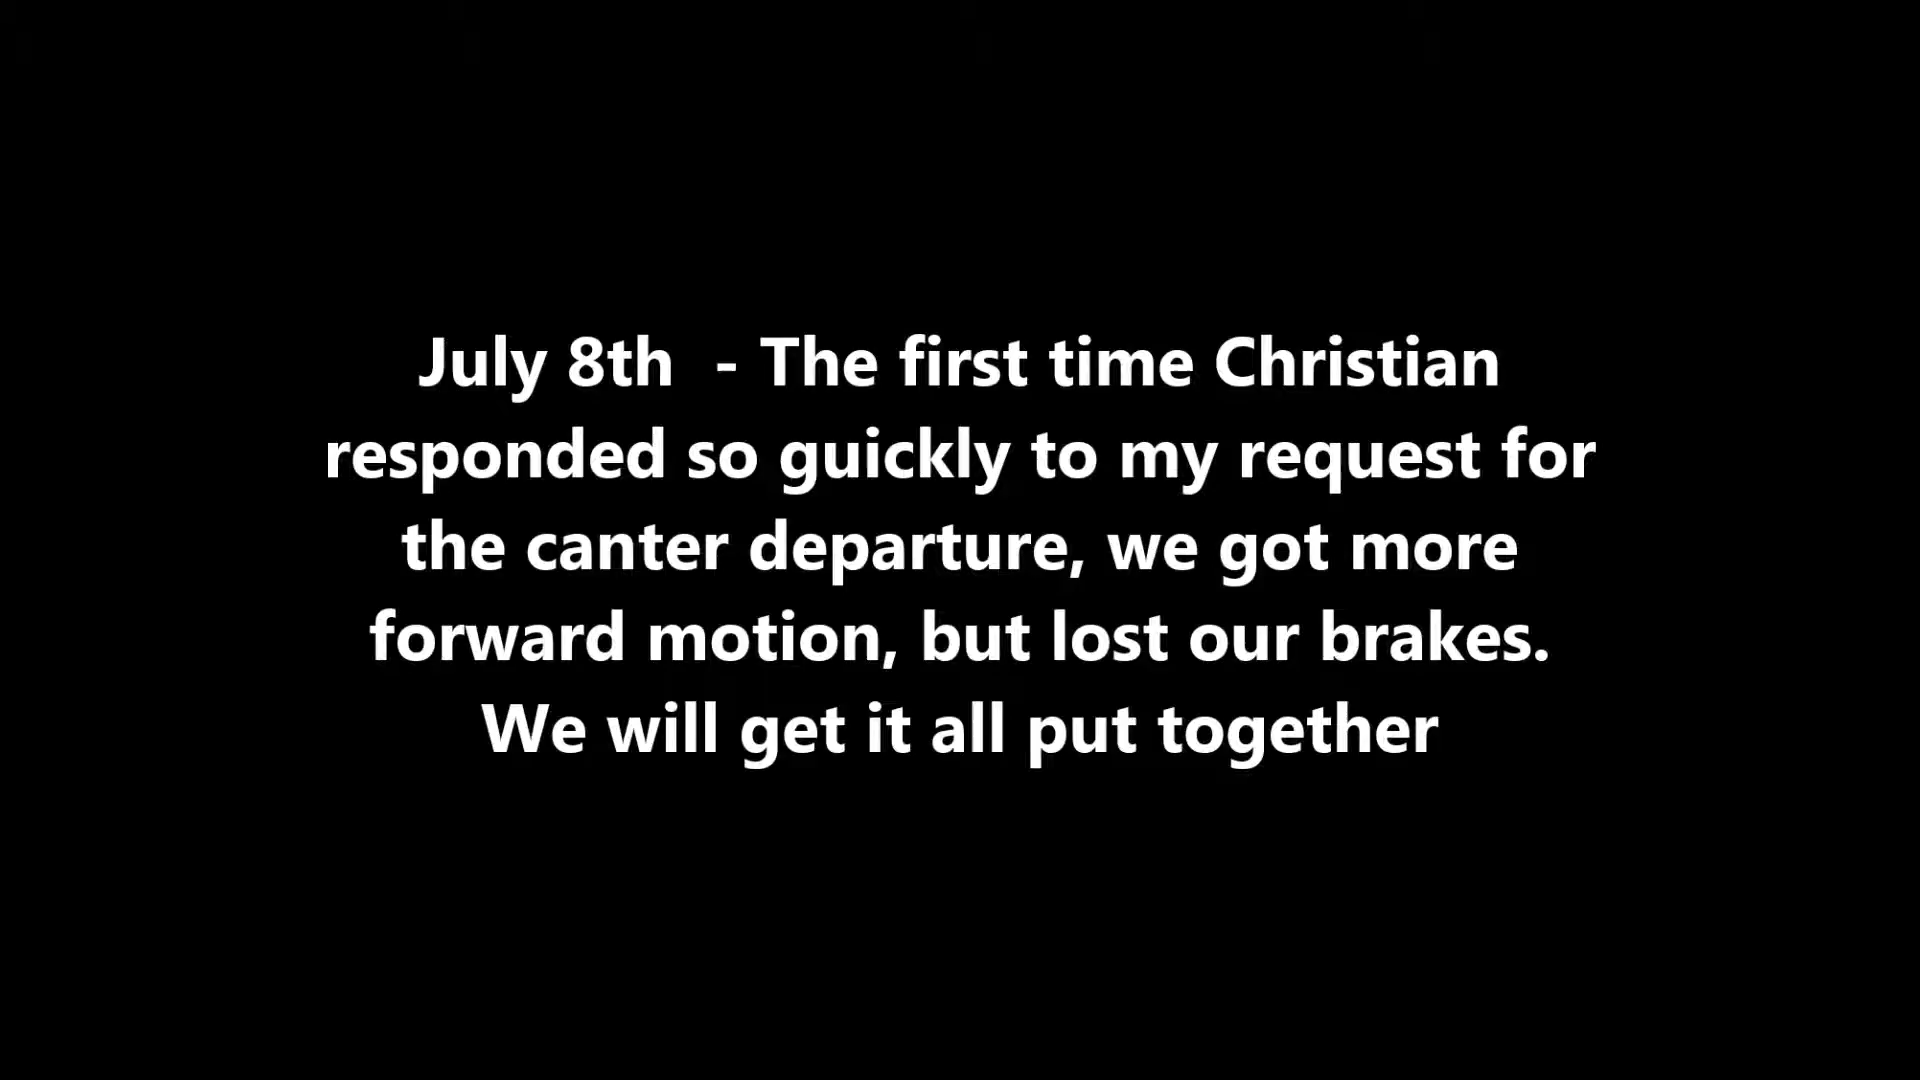 July 8th  - The first time Christian
responded so guickly to my request for
the canter departure, we got more
forward motion, but lost our brakes.
We will get it all put together